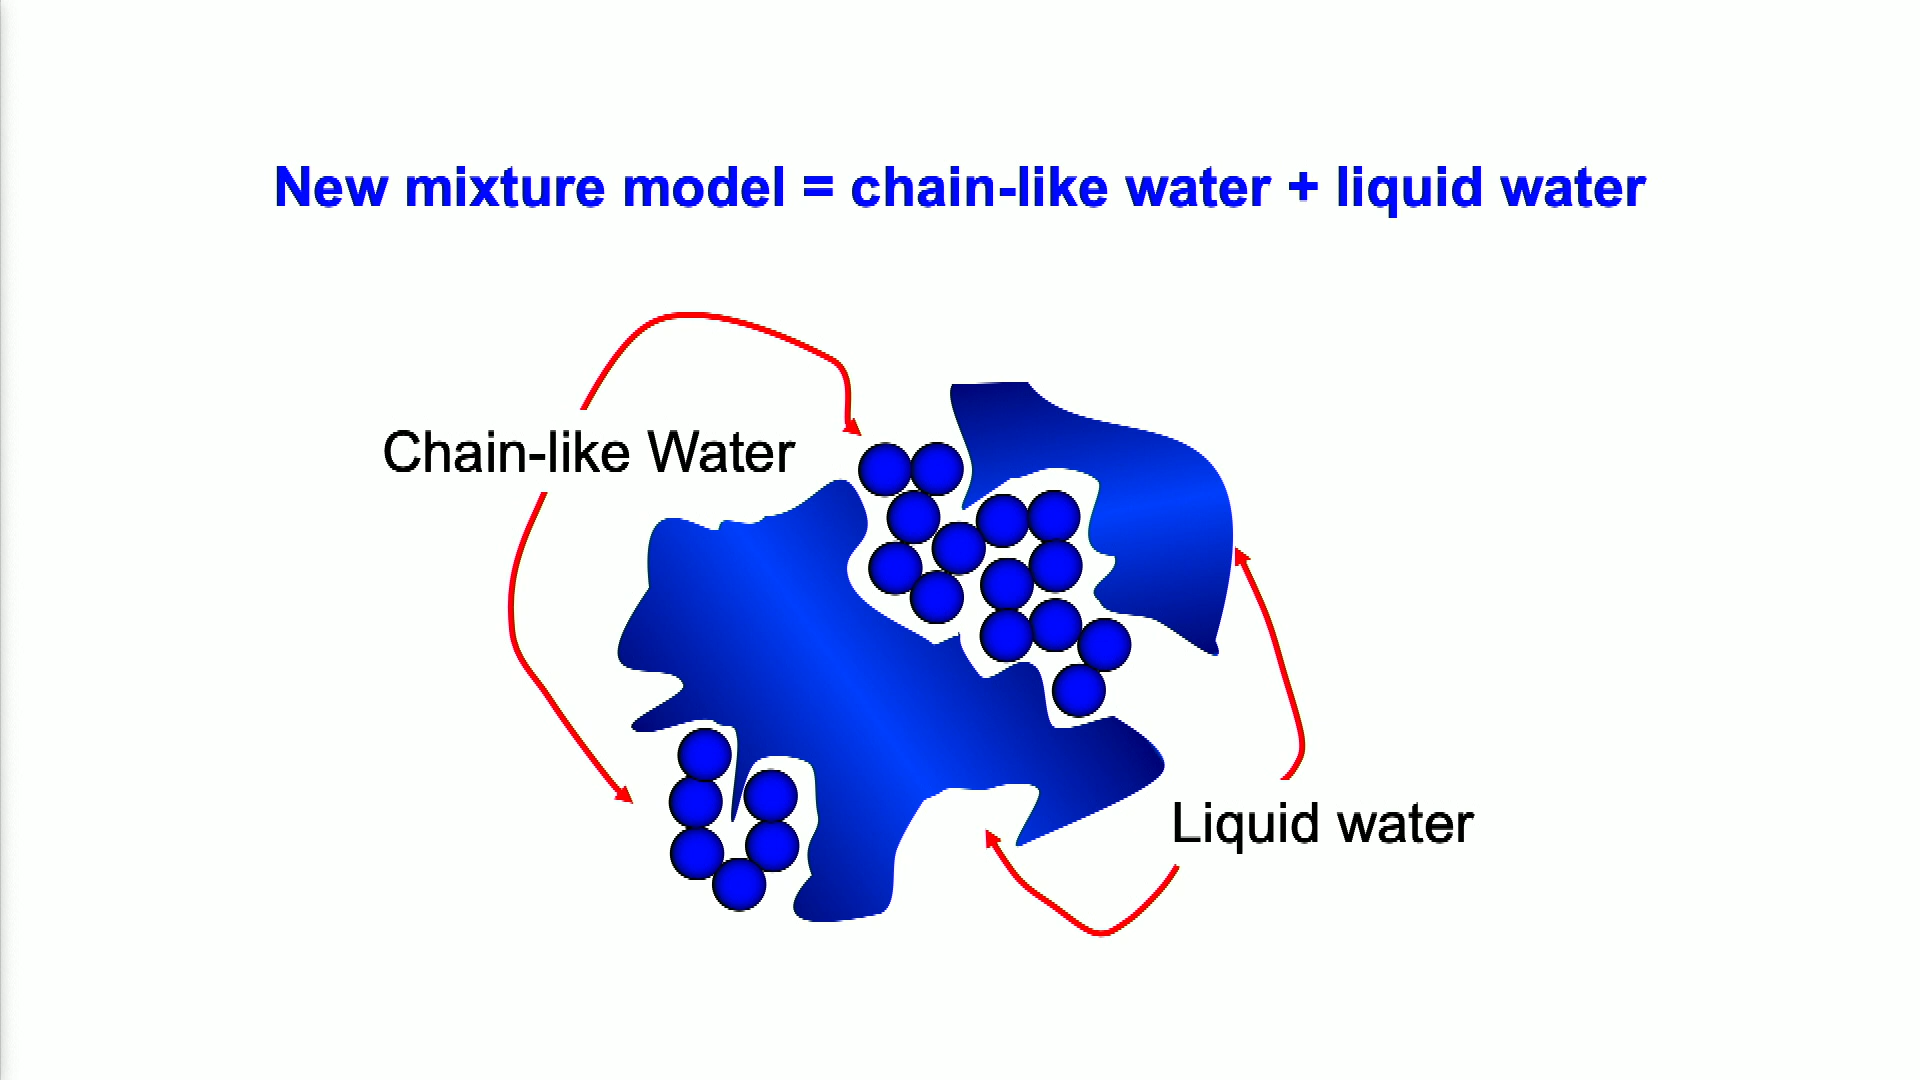 New mixture model = chain-like water + liquid water
Chain-like Water
Liquid water